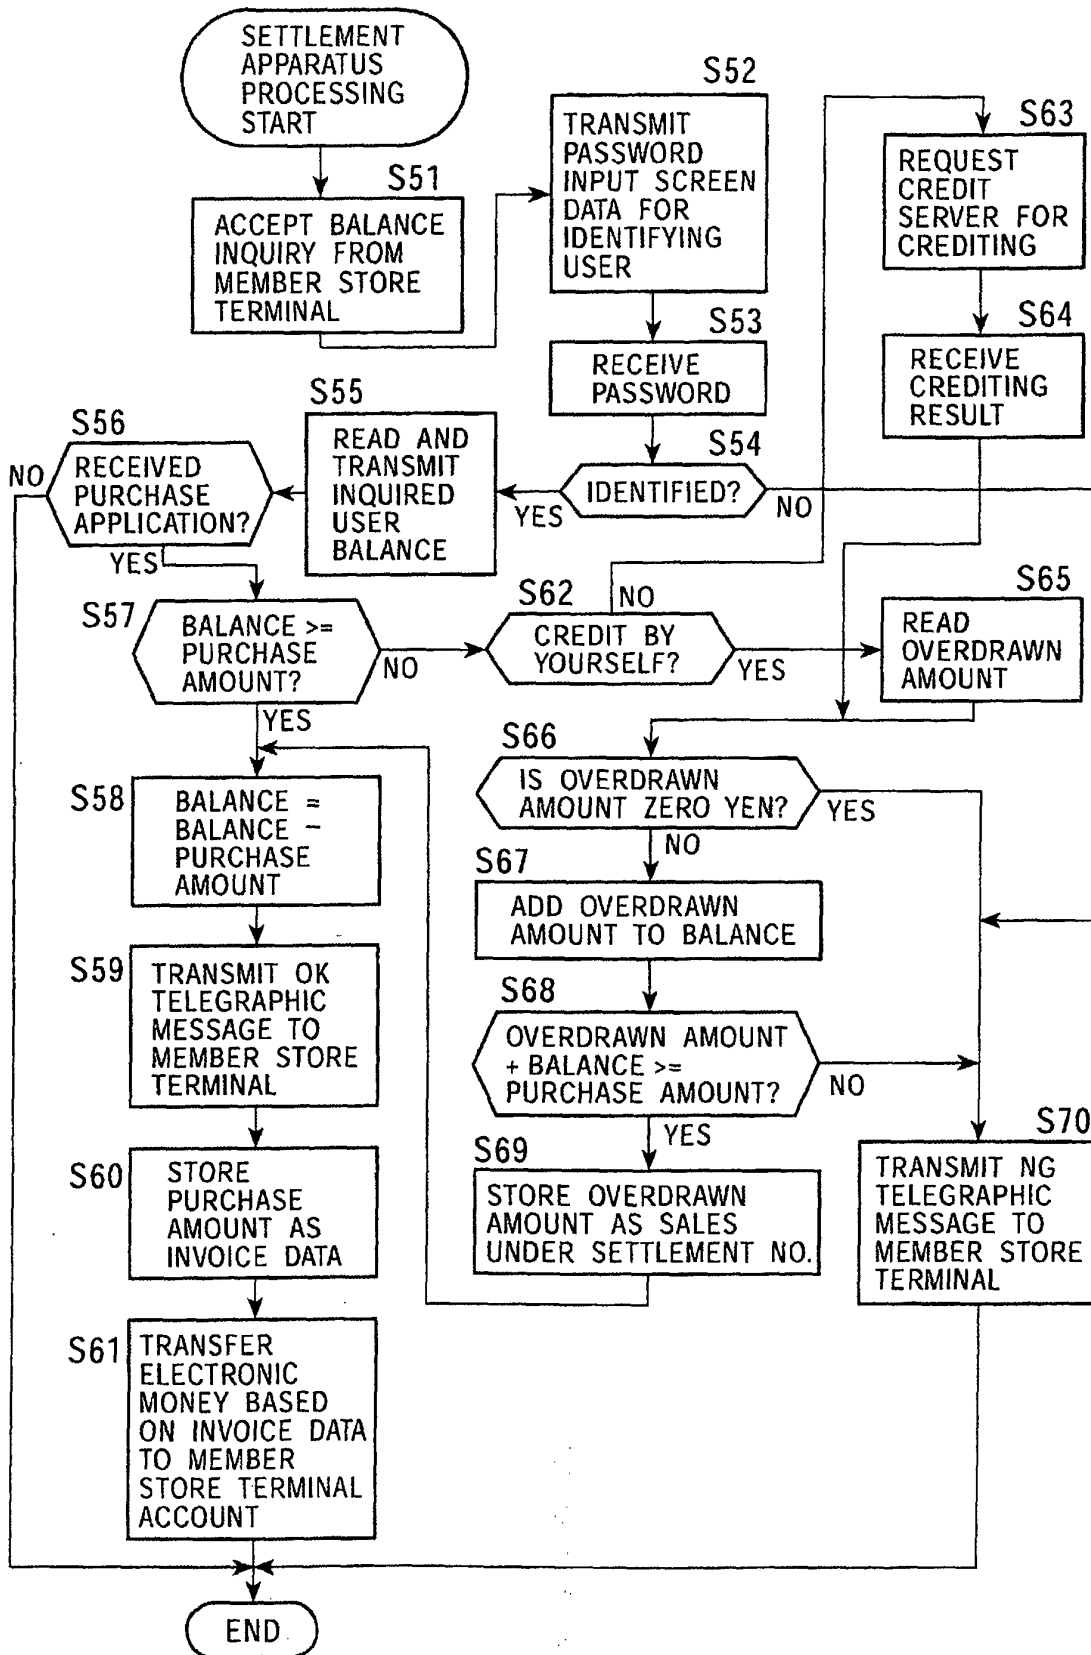 SETTLEMENT
APPARATUS
PROCESSING
START
S51
ACCEPT BALANCE
INQUIRY FROM
MEMBER STORE
TERMINAL
S52
TRANSMIT
PASSWORD
INPUT SCREEN
DATA FOR
IDENTIFYING
USER
S53
RECEIVE
PASSWORD
S54
IDENTIFIED?
YES
NO
S55
READ AND
TRANSMIT
INQUIRED
USER
BALANCE
S56
RECEIVED
PURCHASE
APPLICATION?
NO
YES
S57
BALANCE >=
PURCHASE
AMOUNT?
NO
YES
S58
BALANCE =
BALANCE -
PURCHASE
AMOUNT
S59
TRANSMIT OK
TELEGRAPHIC
MESSAGE TO
MEMBER STORE
TERMINAL
S60
STORE
PURCHASE
AMOUNT AS
INVOICE DATA
S61
TRANSFER
ELECTRONIC
MONEY BASED
ON INVOICE DATA
TO MEMBER
STORE TERMINAL
ACCOUNT
END
S62
CREDIT BY
YOURSELF?
NO
YES
S63
REQUEST
CREDIT
SERVER FOR
CREDITING
S64
RECEIVE
CREDITING
RESULT
S65
READ
OVERDRAWN
AMOUNT
S66
IS OVERDRAWN
AMOUNT ZERO YEN?
YES
NO
S67
ADD OVERDRAWN
AMOUNT TO BALANCE
S68
OVERDRAWN AMOUNT
+ BALANCE >=
PURCHASE AMOUNT?
NO
YES
S69
STORE OVERDRAWN
AMOUNT AS SALES
UNDER SETTLEMENT NO.
S70
TRANSMIT NG
TELEGRAPHIC
MESSAGE TO
MEMBER STORE
TERMINAL